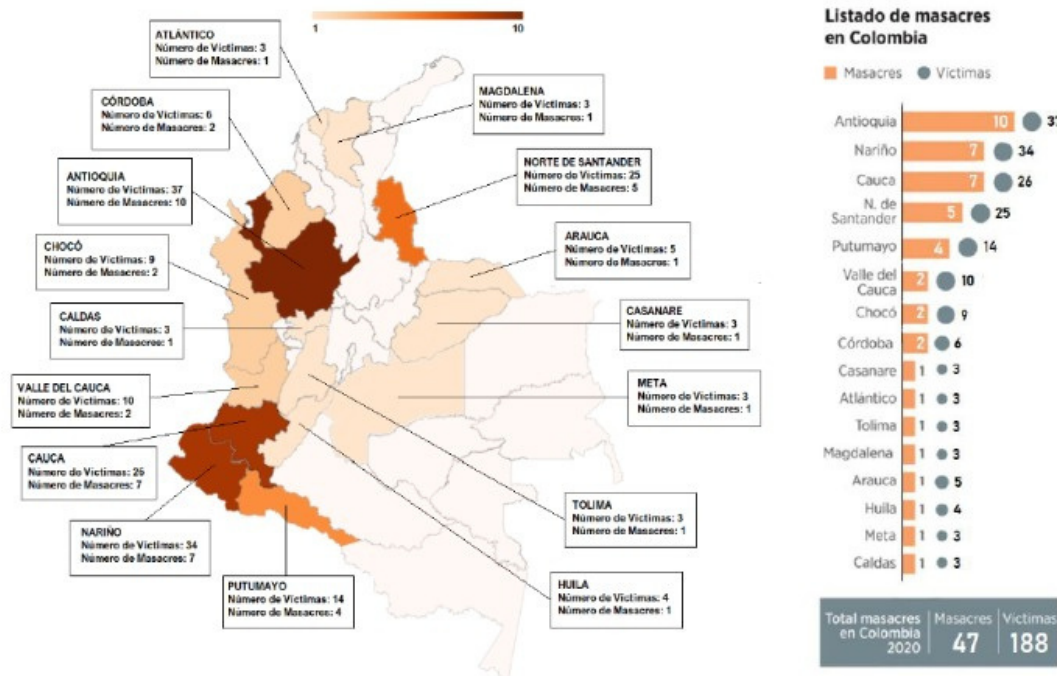 1 10
ATLÁNTICO
Número de Víctimas: 3
Número de Masacres: 1
MAGDALENA
Número de Víctimas: 3
Número de Masacres: 1
CÓRDOBA
Número de Víctimas: 6
Número de Masacres: 2
NORTE DE SANTANDER
Número de Víctimas: 25
Número de Masacres: 5
ANTIOQUIA
Número de Víctimas: 37
Número de Masacres: 10
ARAUCA
Número de Víctimas: 5
Número de Masacres: 1
CHOCÓ
Número de Víctimas: 9
Número de Masacres: 2
CASANARE
Número de Víctimas: 3
Número de Masacres: 1
CALDAS
Número de Víctimas: 3
Número de Masacres: 1
META
Número de Víctimas: 3
Número de Masacres: 1
VALLE DEL CAUCA
Número de Víctimas: 10
Número de Masacres: 2
CAUCA
Número de Víctimas: 26
Número de Masacres: 7
TOLIMA
Número de Víctimas: 3
Número de Masacres: 1
NARIÑO
Número de Víctimas: 34
Número de Masacres: 7
PUTUMAYO
Número de Víctimas: 14
Número de Masacres: 4
HUILA
Número de Víctimas: 4
Número de Masacres: 1
Listado de masacres
en Colombia
Masacres Víctimas
Antioquia 10 37
Nariño 7 34
Cauca 7 26
N. de
Santander 5 25
Putumayo 4 14
Valle del
Cauca 2 10
Chocó 2 9
Córdoba 2 6
Casanare 1 3
Atlántico 1 3
Tolima 1 3
Magdalena 1 3
Arauca 1 5
Huila 1 4
Meta 1 3
Caldas 1 3
Total masacres
en Colombia
2020
Masacres
47
Víctimas
188